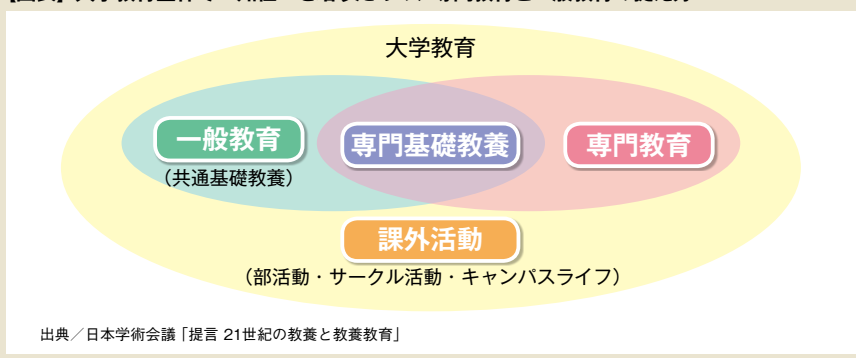 大学教育
一般教育
専門基礎教養
専門教育
(共通基礎教養)
課外活動
(部活動・サークル活動・キャンパスライフ)
出典／日本学術会議「提言 21世紀の教養と教養教育」